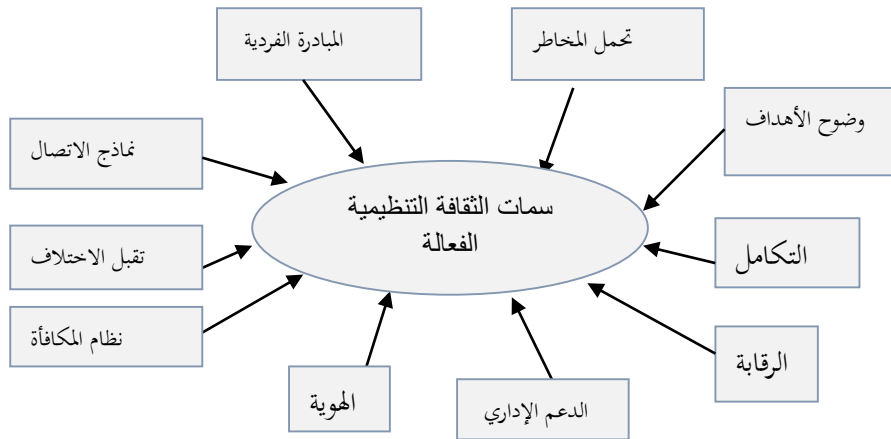 المبادرة الفردية
تحمل المخاطر
وضوح الأهداف
نماذج الاتصال
سمات الثقافة التنظيمية
الفعالة
التكامل
تقبل الاختلاف
نظام المكافأة
الرقابة
الهوية
الدعم الإداري